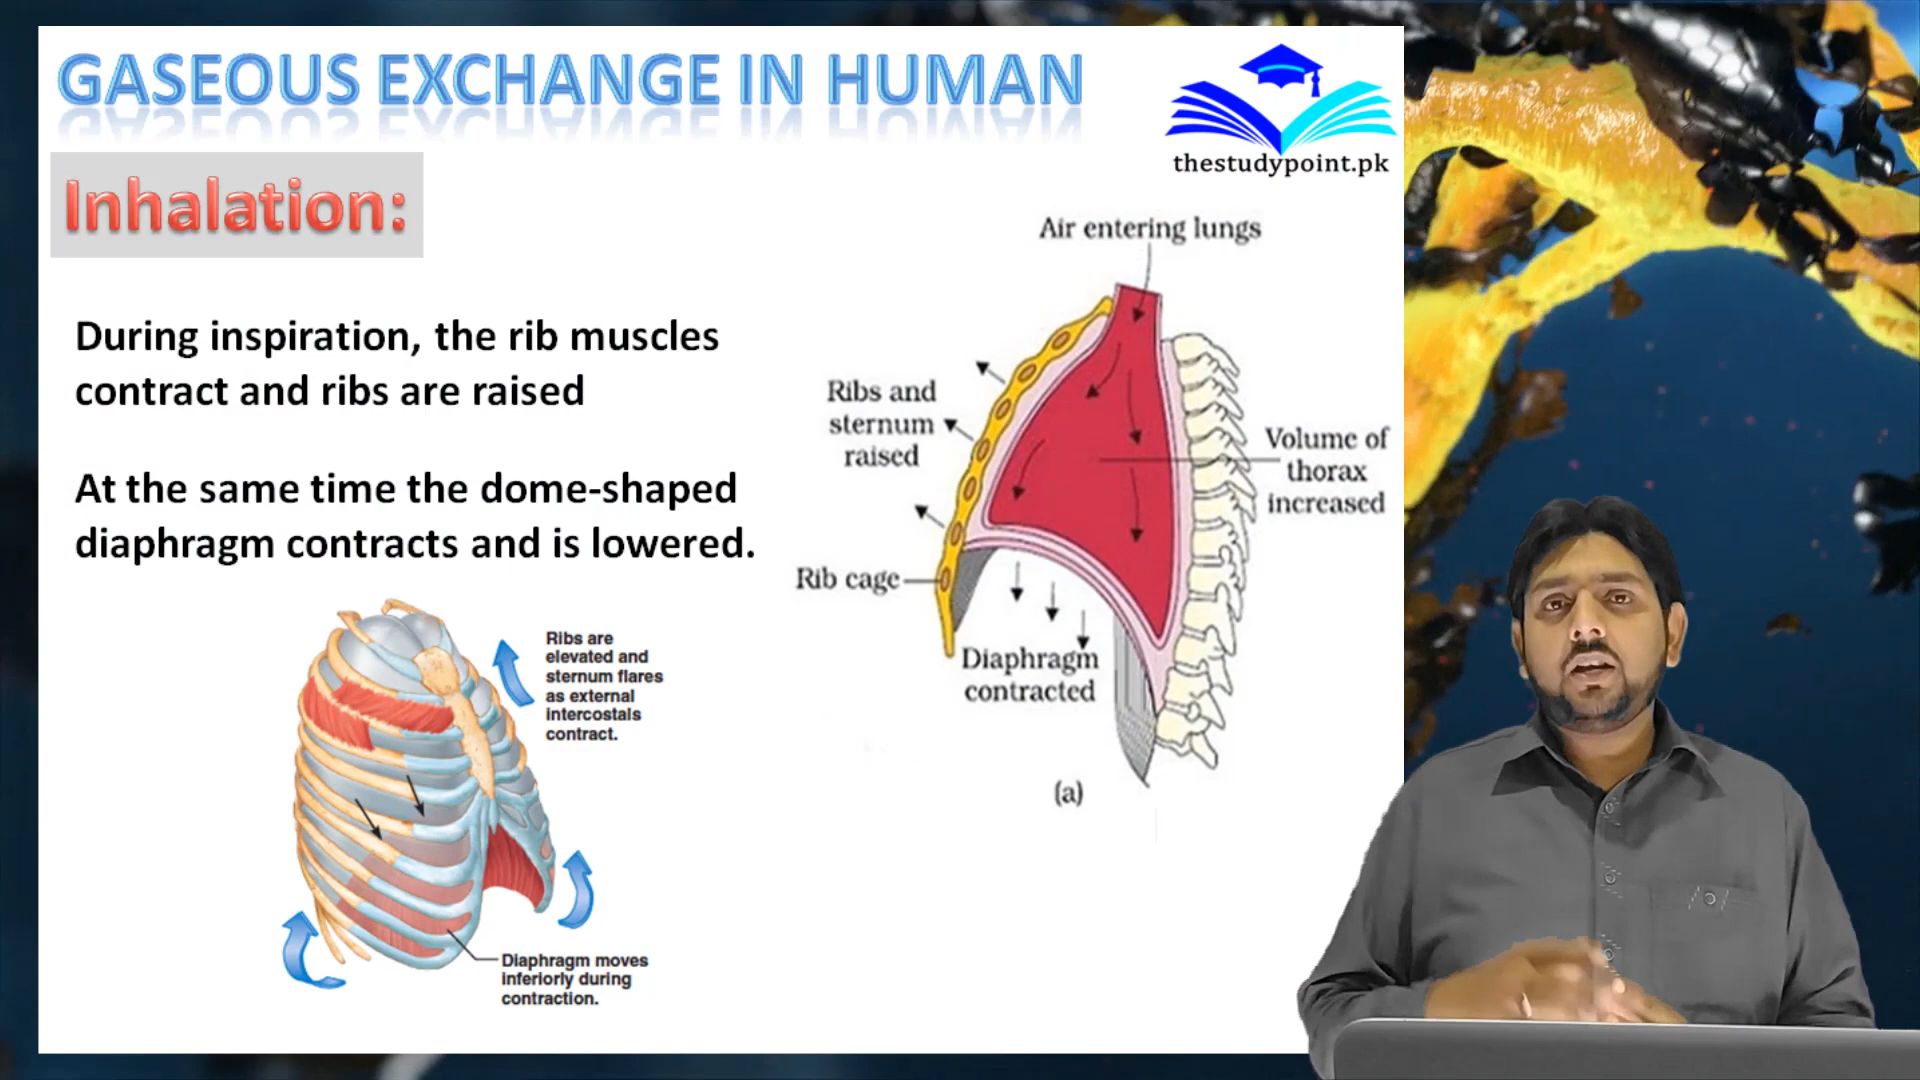 GASEOUS EXCHANGE IN HUMAN
thestudypoint.pk
Inhalation:
During inspiration, the rib muscles
contract and ribs are raised
At the same time the dome-shaped
diaphragm contracts and is lowered.
Air entering lungs
Ribs and
sternum
raised
Volume of
thorax
increased
Rib cage
Diaphragm
contracted
(a)
Ribs are
elevated and
sternum flares
as external
intercostals
contract.
Diaphragm moves
inferiorly during
contraction.